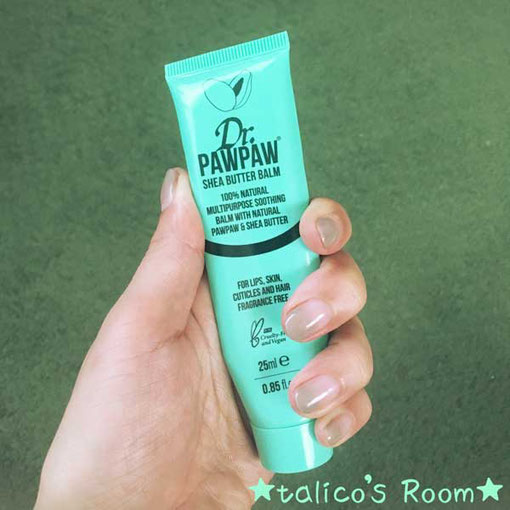 Dr.
PAWPAW®
SHEA BUTTER BALM
100% NATURAL
MULTIPURPOSE SOOTHING
BALM WITH NATURAL
PAWPAW & SHEA BUTTER
FOR LIPS, SKIN,
CUTICLES AND HAIR
FRAGRANCE FREE
and Vegan
25ml e
0.85 fl.
★talico's Room★